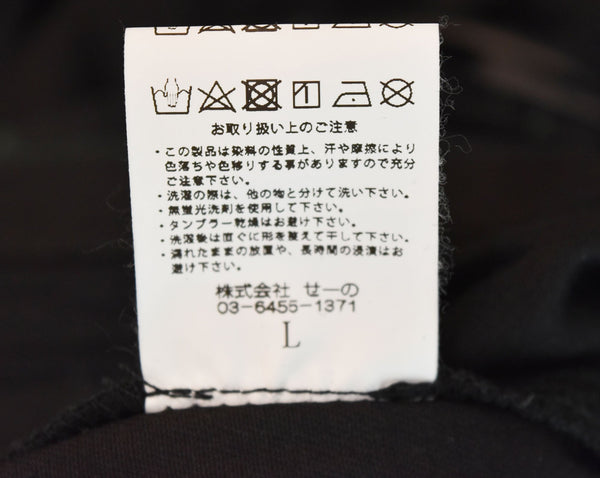 お取り扱い上のご注意
・この製品は染料の性質上、汗や摩擦により
色落ちや色移りする事がありますので充分
ご注意下さい。
・洗濯の際は、他の物と分けて洗い下さい。
・無蛍光洗剤を使用して下さい。
・タンブラー乾燥はお避け下さい。
・洗濯後は直ぐに形を整えて干して下さい。
・濡れたままの放置や、長時間の浸漬はお
避け下さい。
株式会社 せーの
03-6455-1371
L